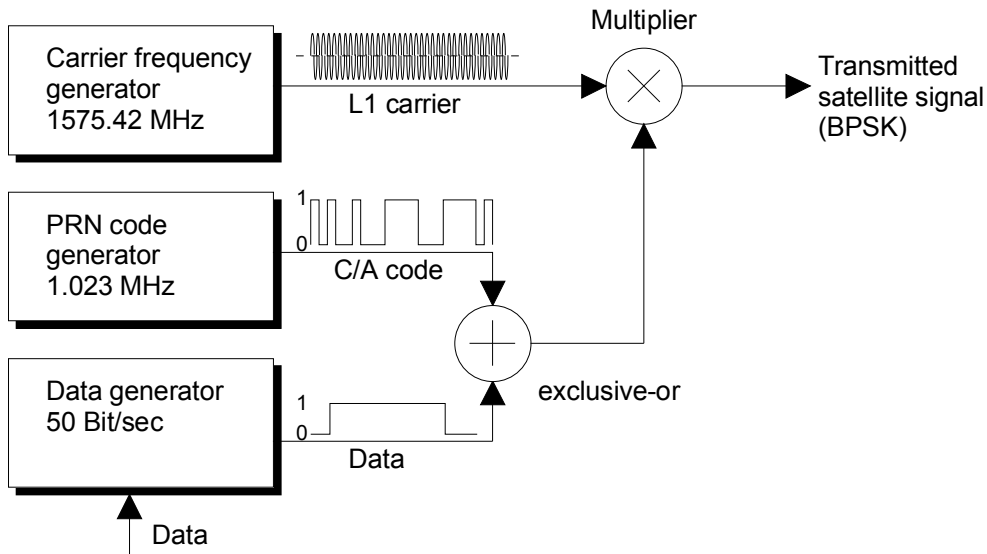 Multiplier
Carrier frequency
generator
1575.42 MHz
L1 carrier
Transmitted
satellite signal
(BPSK)
PRN code
generator
1.023 MHz
1
0
C/A code
Data generator
50 Bit/sec
1
0
Data
exclusive-or
Data